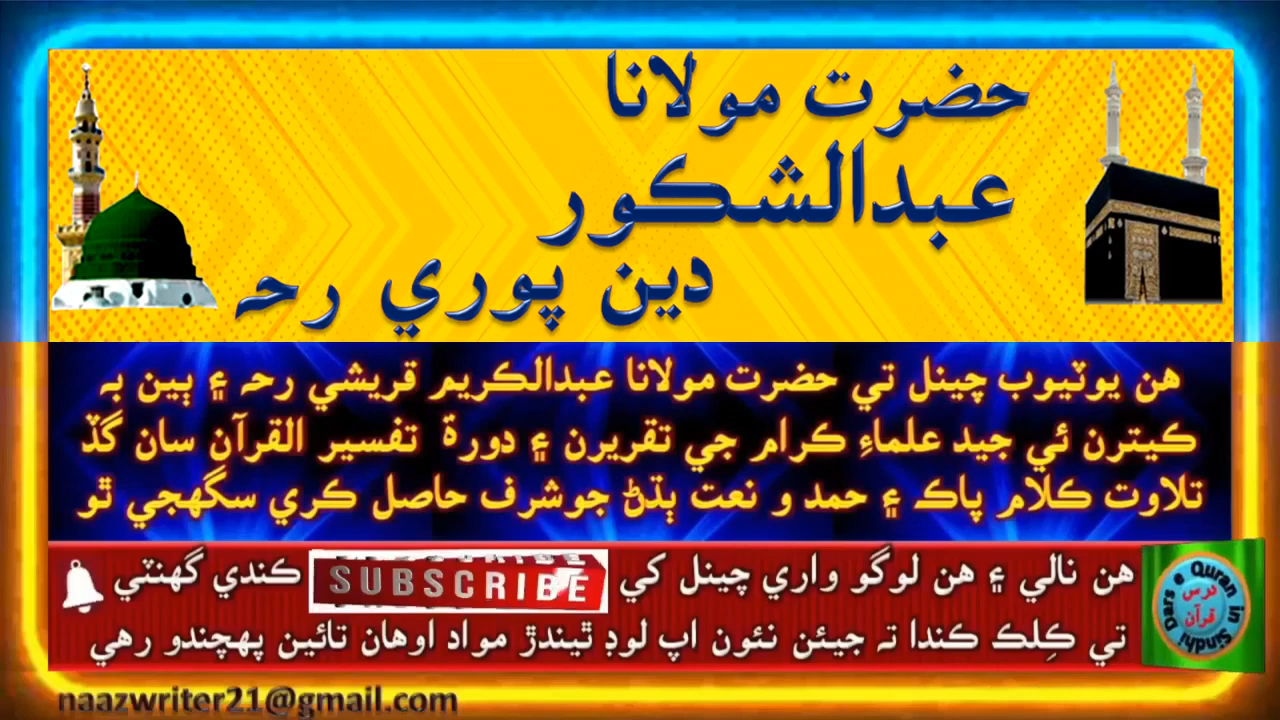 حضرت مولانا
عبدالشڪور
دين پوري رحہ
هن يوٽيوب چينل تي حضرت مولانا عبدالڪريم قريشي رحہ ۽ ٻين بہ
ڪيترن ئي جيد علماءِ ڪرام جي تقريرن ۽ دورة تفسير القرآن سان گڏ
تلاوت ڪلام پاڪ ۽ حمد و نعت ٻڌڻ جوشرف حاصل ڪري سگهجي ٿو
هن نالي ۽ هن لوگو واري چينل کي SUBSCRIBE ڪندي گهنٽي
تي ڪِلڪ ڪندا تہ جيئن نئون اپ لوڊ ٿيندڙ مواد اوهان تائين پهچندو رهي
Dars e Quran in Sindhi
درس
قرآن
naazwriter21@gmail.com